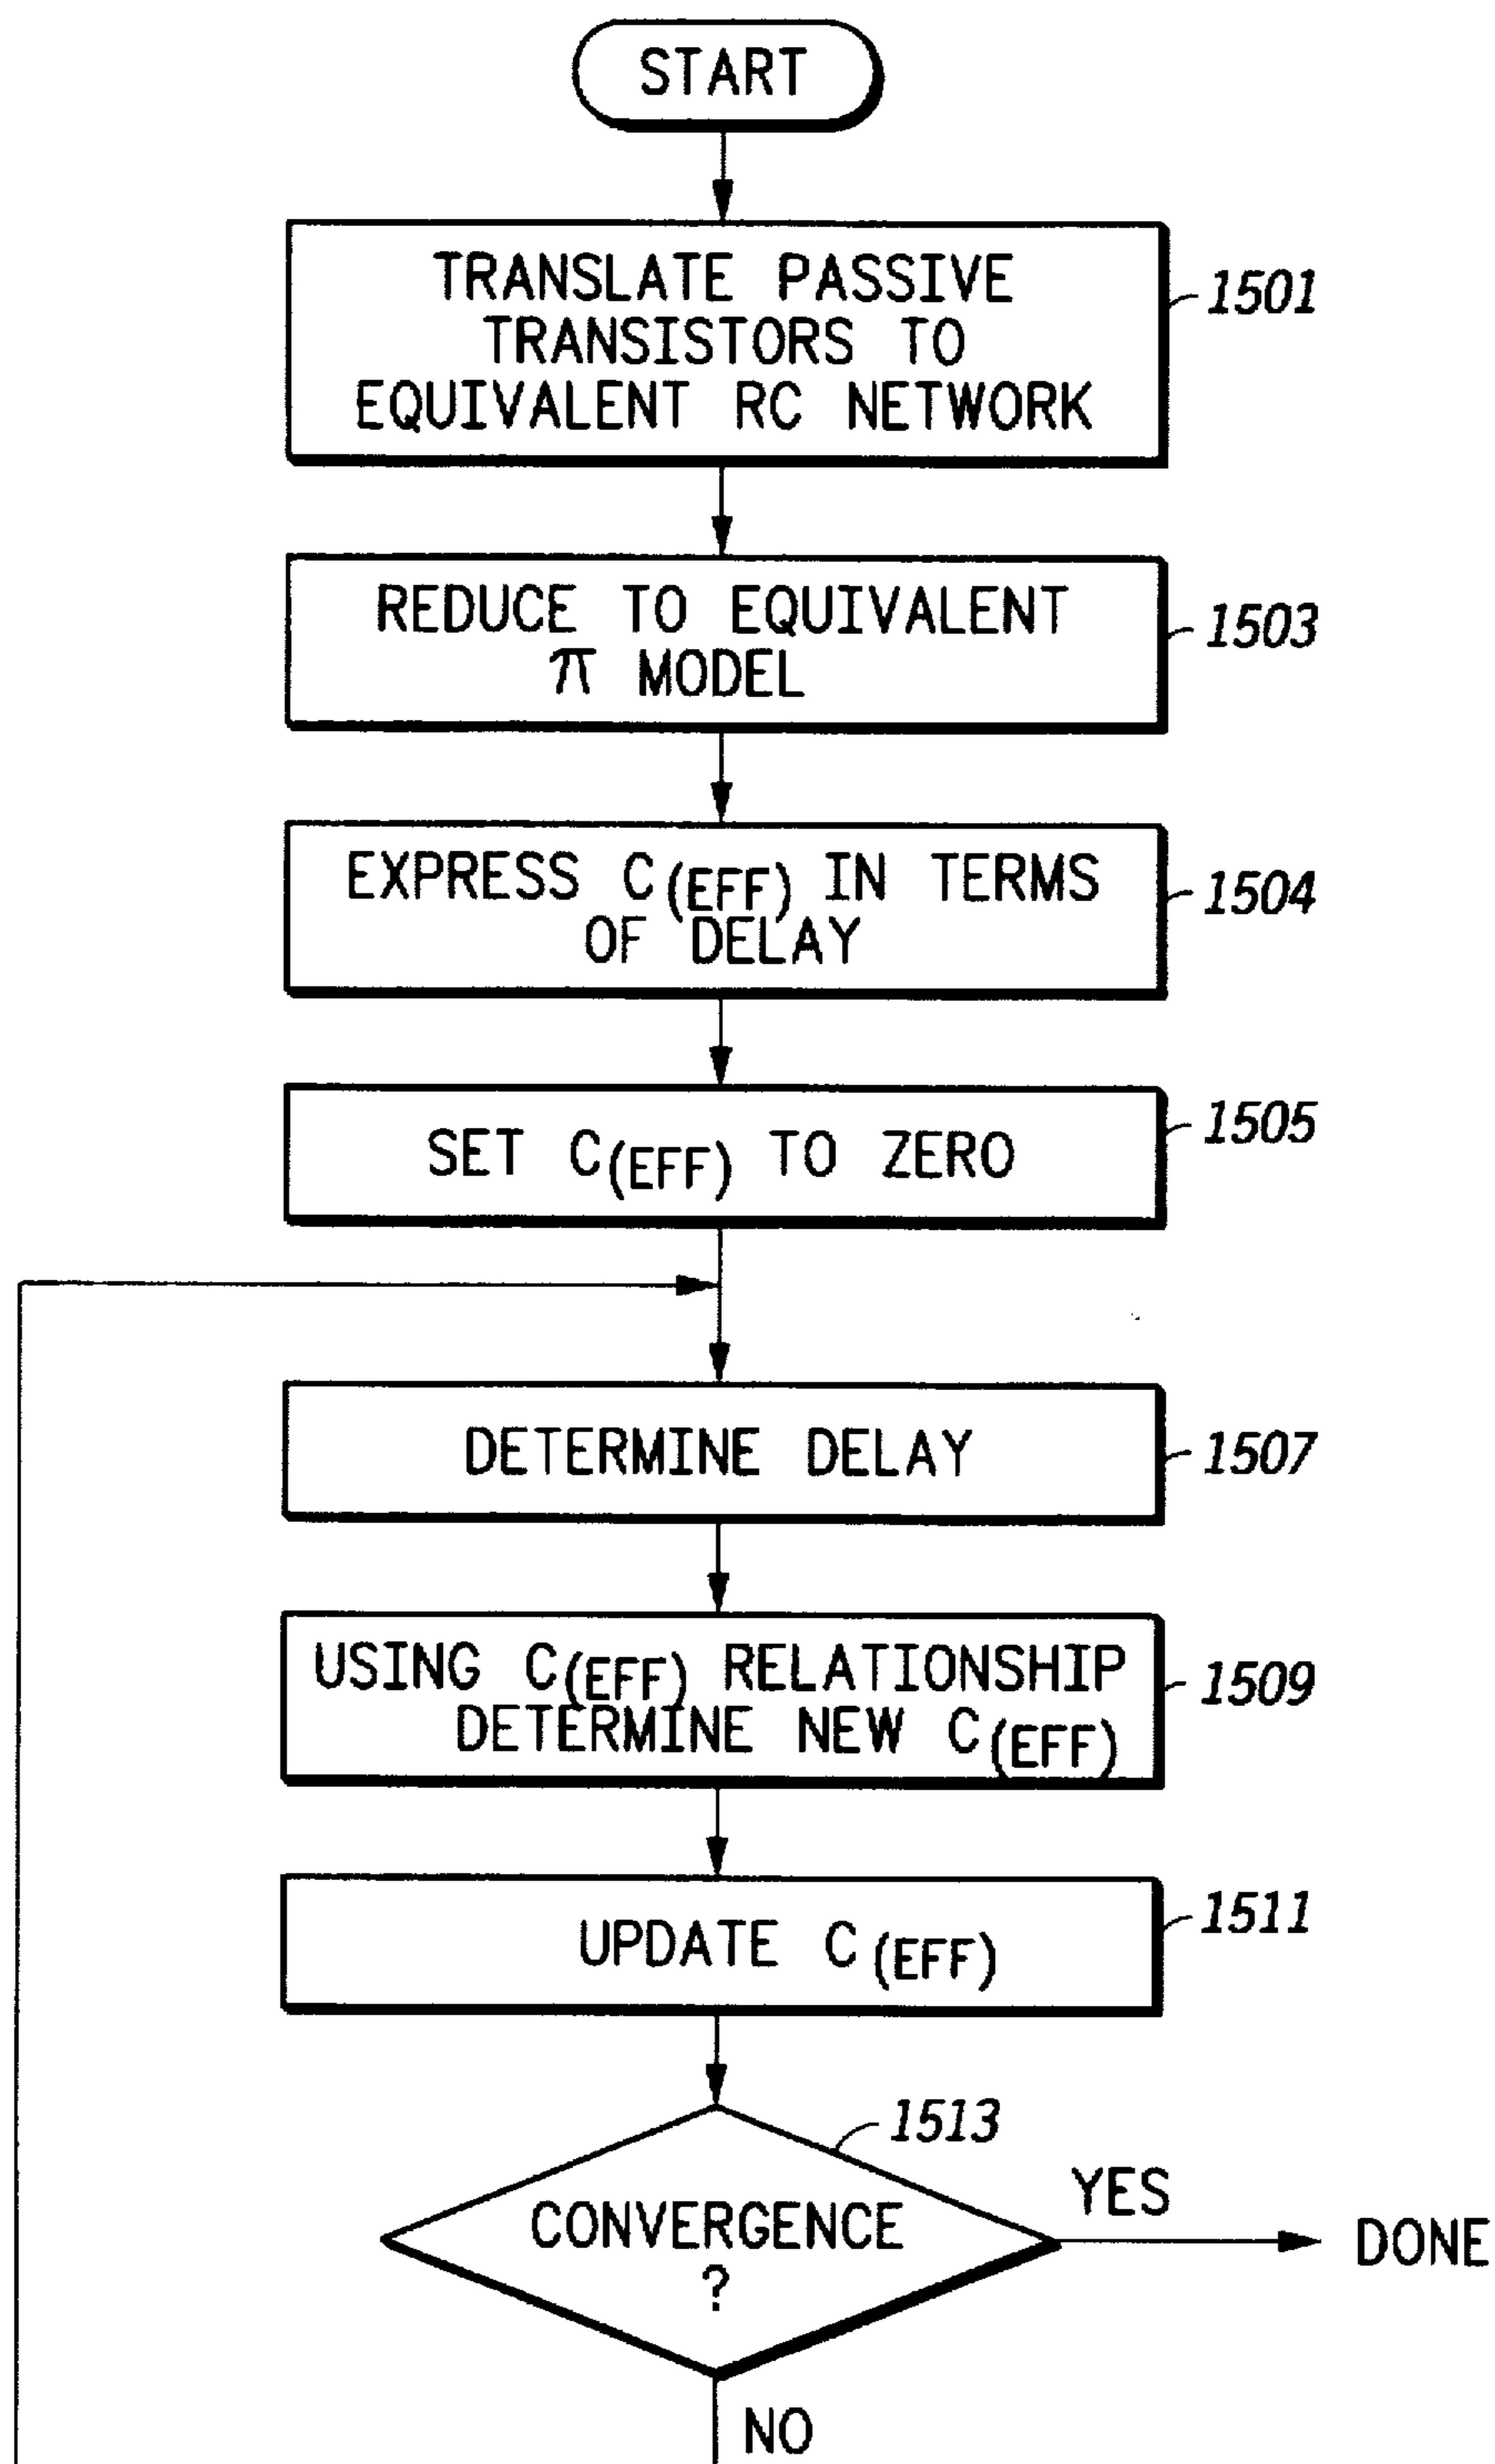 START
TRANSLATE PASSIVE
TRANSISTORS TO
EQUIVALENT RC NETWORK
1501
REDUCE TO EQUIVALENT
π MODEL
1503
EXPRESS C(EFF) IN TERMS
OF DELAY
1504
SET C(EFF) TO ZERO
1505
DETERMINE DELAY
1507
USING C(EFF) RELATIONSHIP
DETERMINE NEW C(EFF)
1509
UPDATE C(EFF)
1511
1513
CONVERGENCE
?
YES
DONE
NO